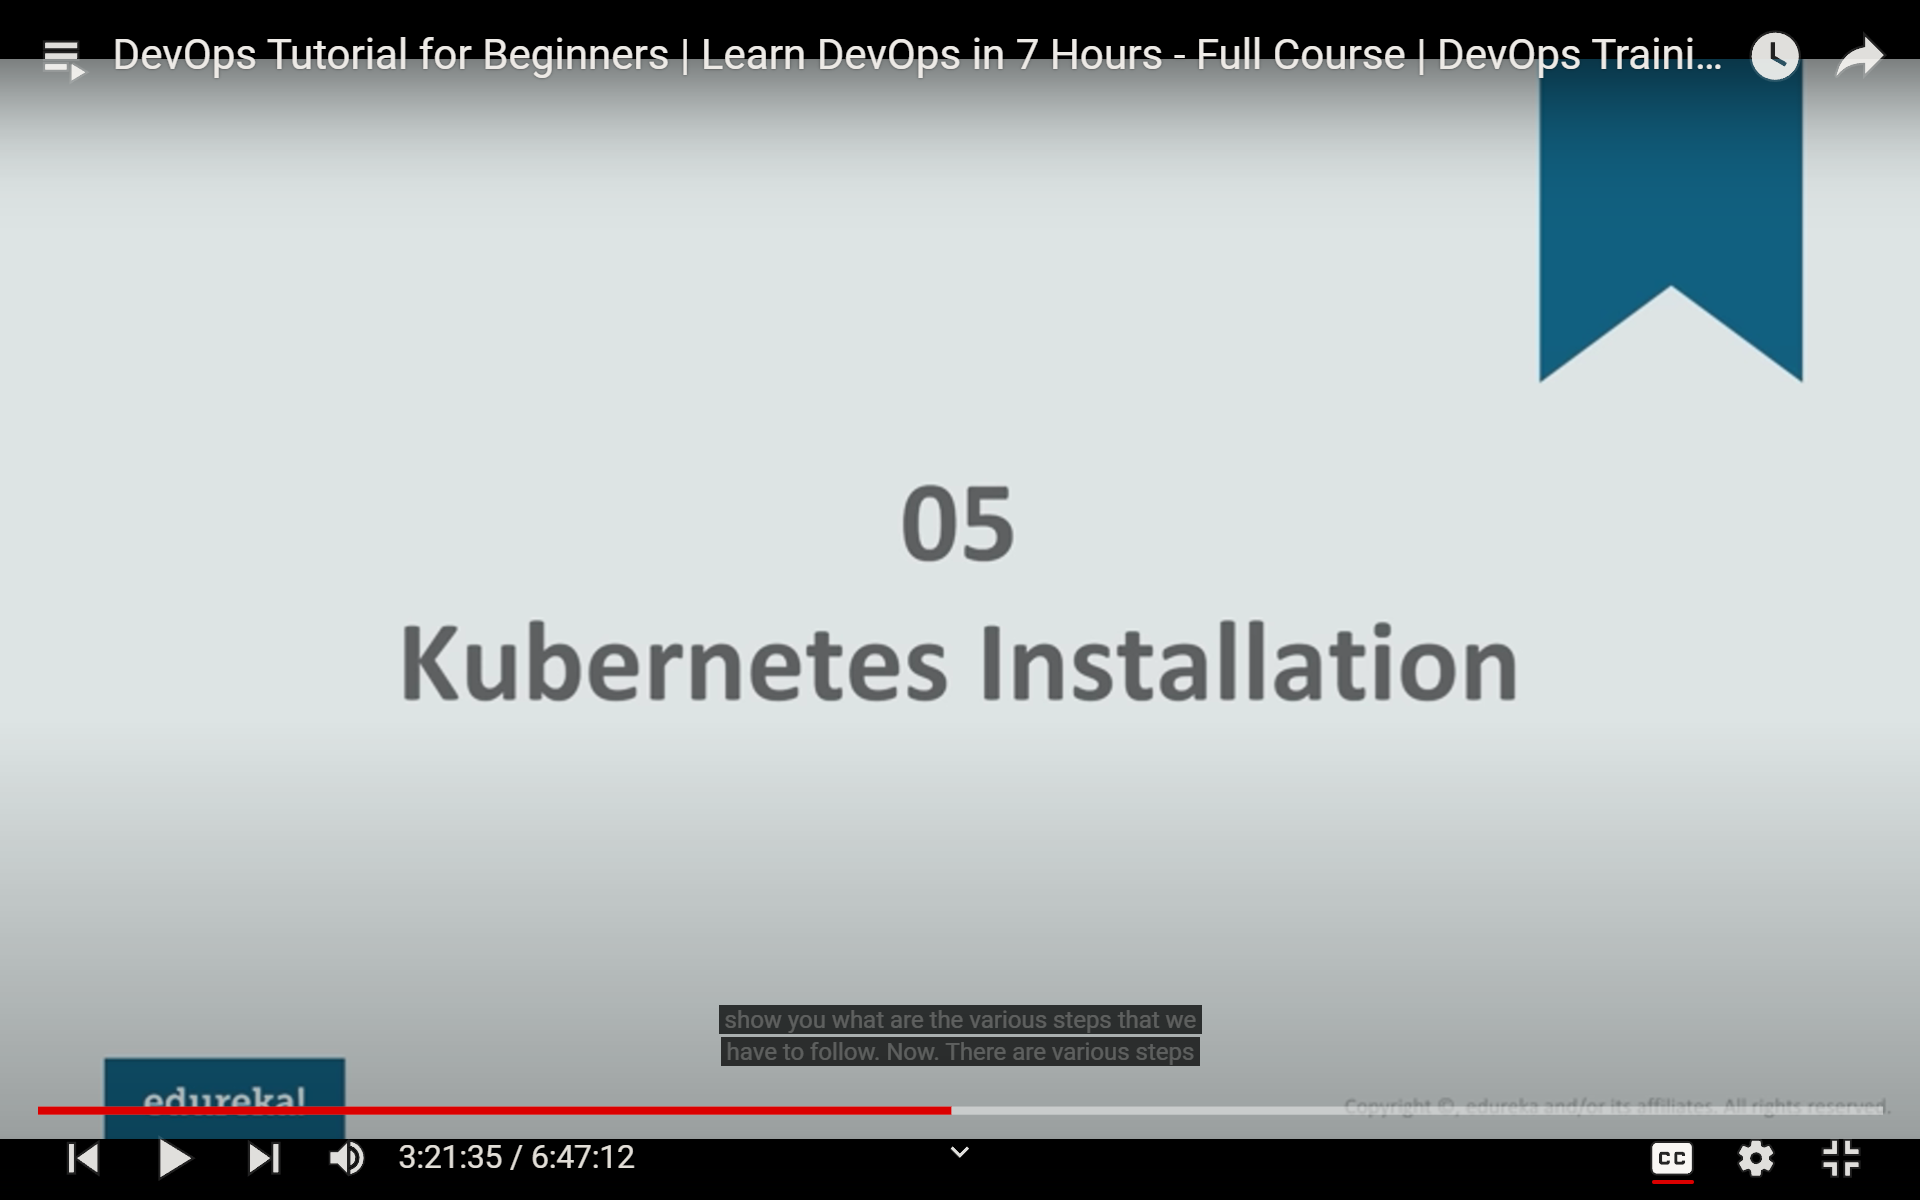 DevOps Tutorial for Beginners | Learn DevOps in 7 Hours - Full Course | DevOps Traini...
05
Kubernetes Installation
show you what are the various steps that we
have to follow. Now. There are various steps
edureka!
Copyright ©, edureka and/or its affiliates. All rights reserved.
3:21:35 / 6:47:12
CC